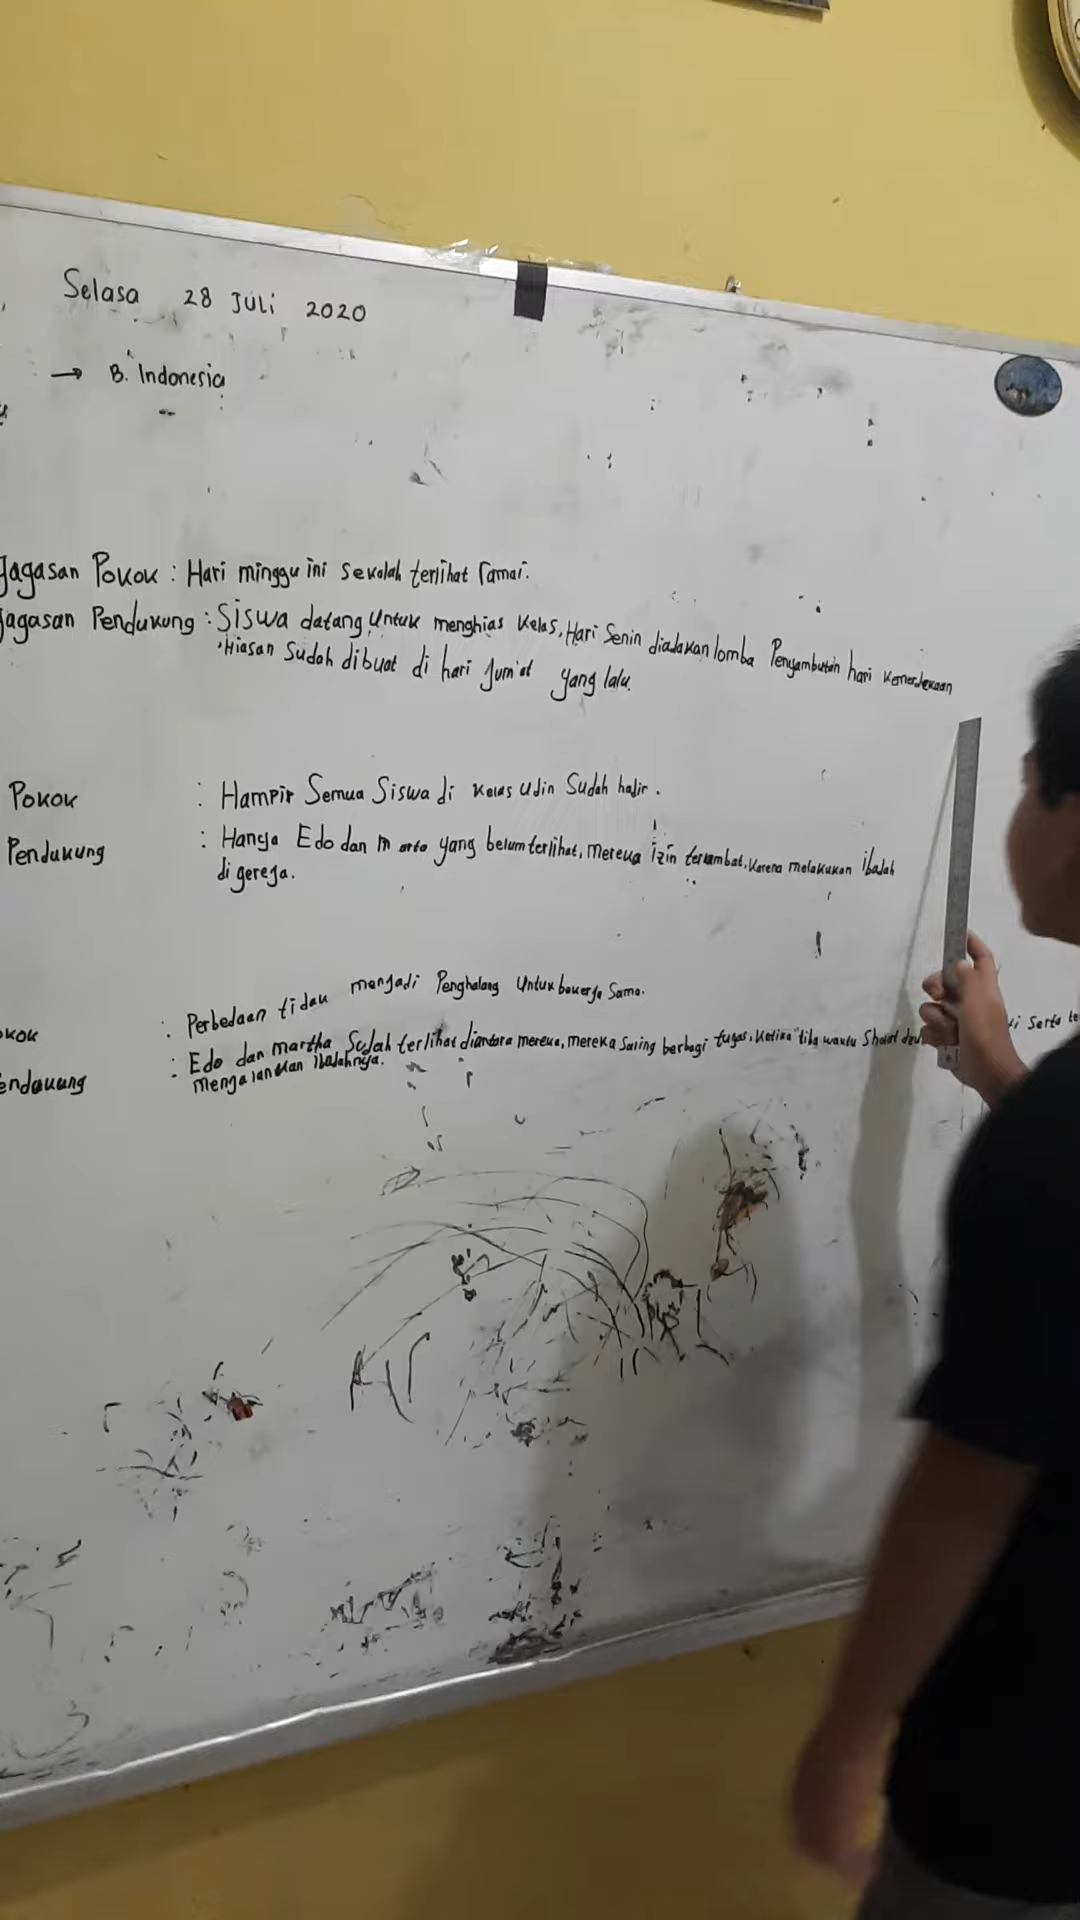 Selasa 28 Juli 2020
→ B. Indonesia
gagasan Pokok : Hari minggu ini sekolah terlihat ramai.
gagasan Pendukung : Siswa datang untuk menghias kelas, Hari Senin diadakan lomba Penyambutan hari kemerdekaan
, Hiasan Sudah dibuat di hari Jum'at yang lalu.
Pokok : Hampir Semua Siswa di kelas Udin Sudah hadir.
Pendukung : Hanya Edo dan yang belum terlihat, mereka izin terlambat, karena melakukan ibadah
di gereja.
okok : Perbedaan tidak menjadi Penghalang Untuk bekerja Sama.
endukung : Edo dan martha Sudah terlihat diantara mereka, mereka Saling berbagi tugas, ketika tiba waktu Sholat Serta
mengalankan ibadahnya.